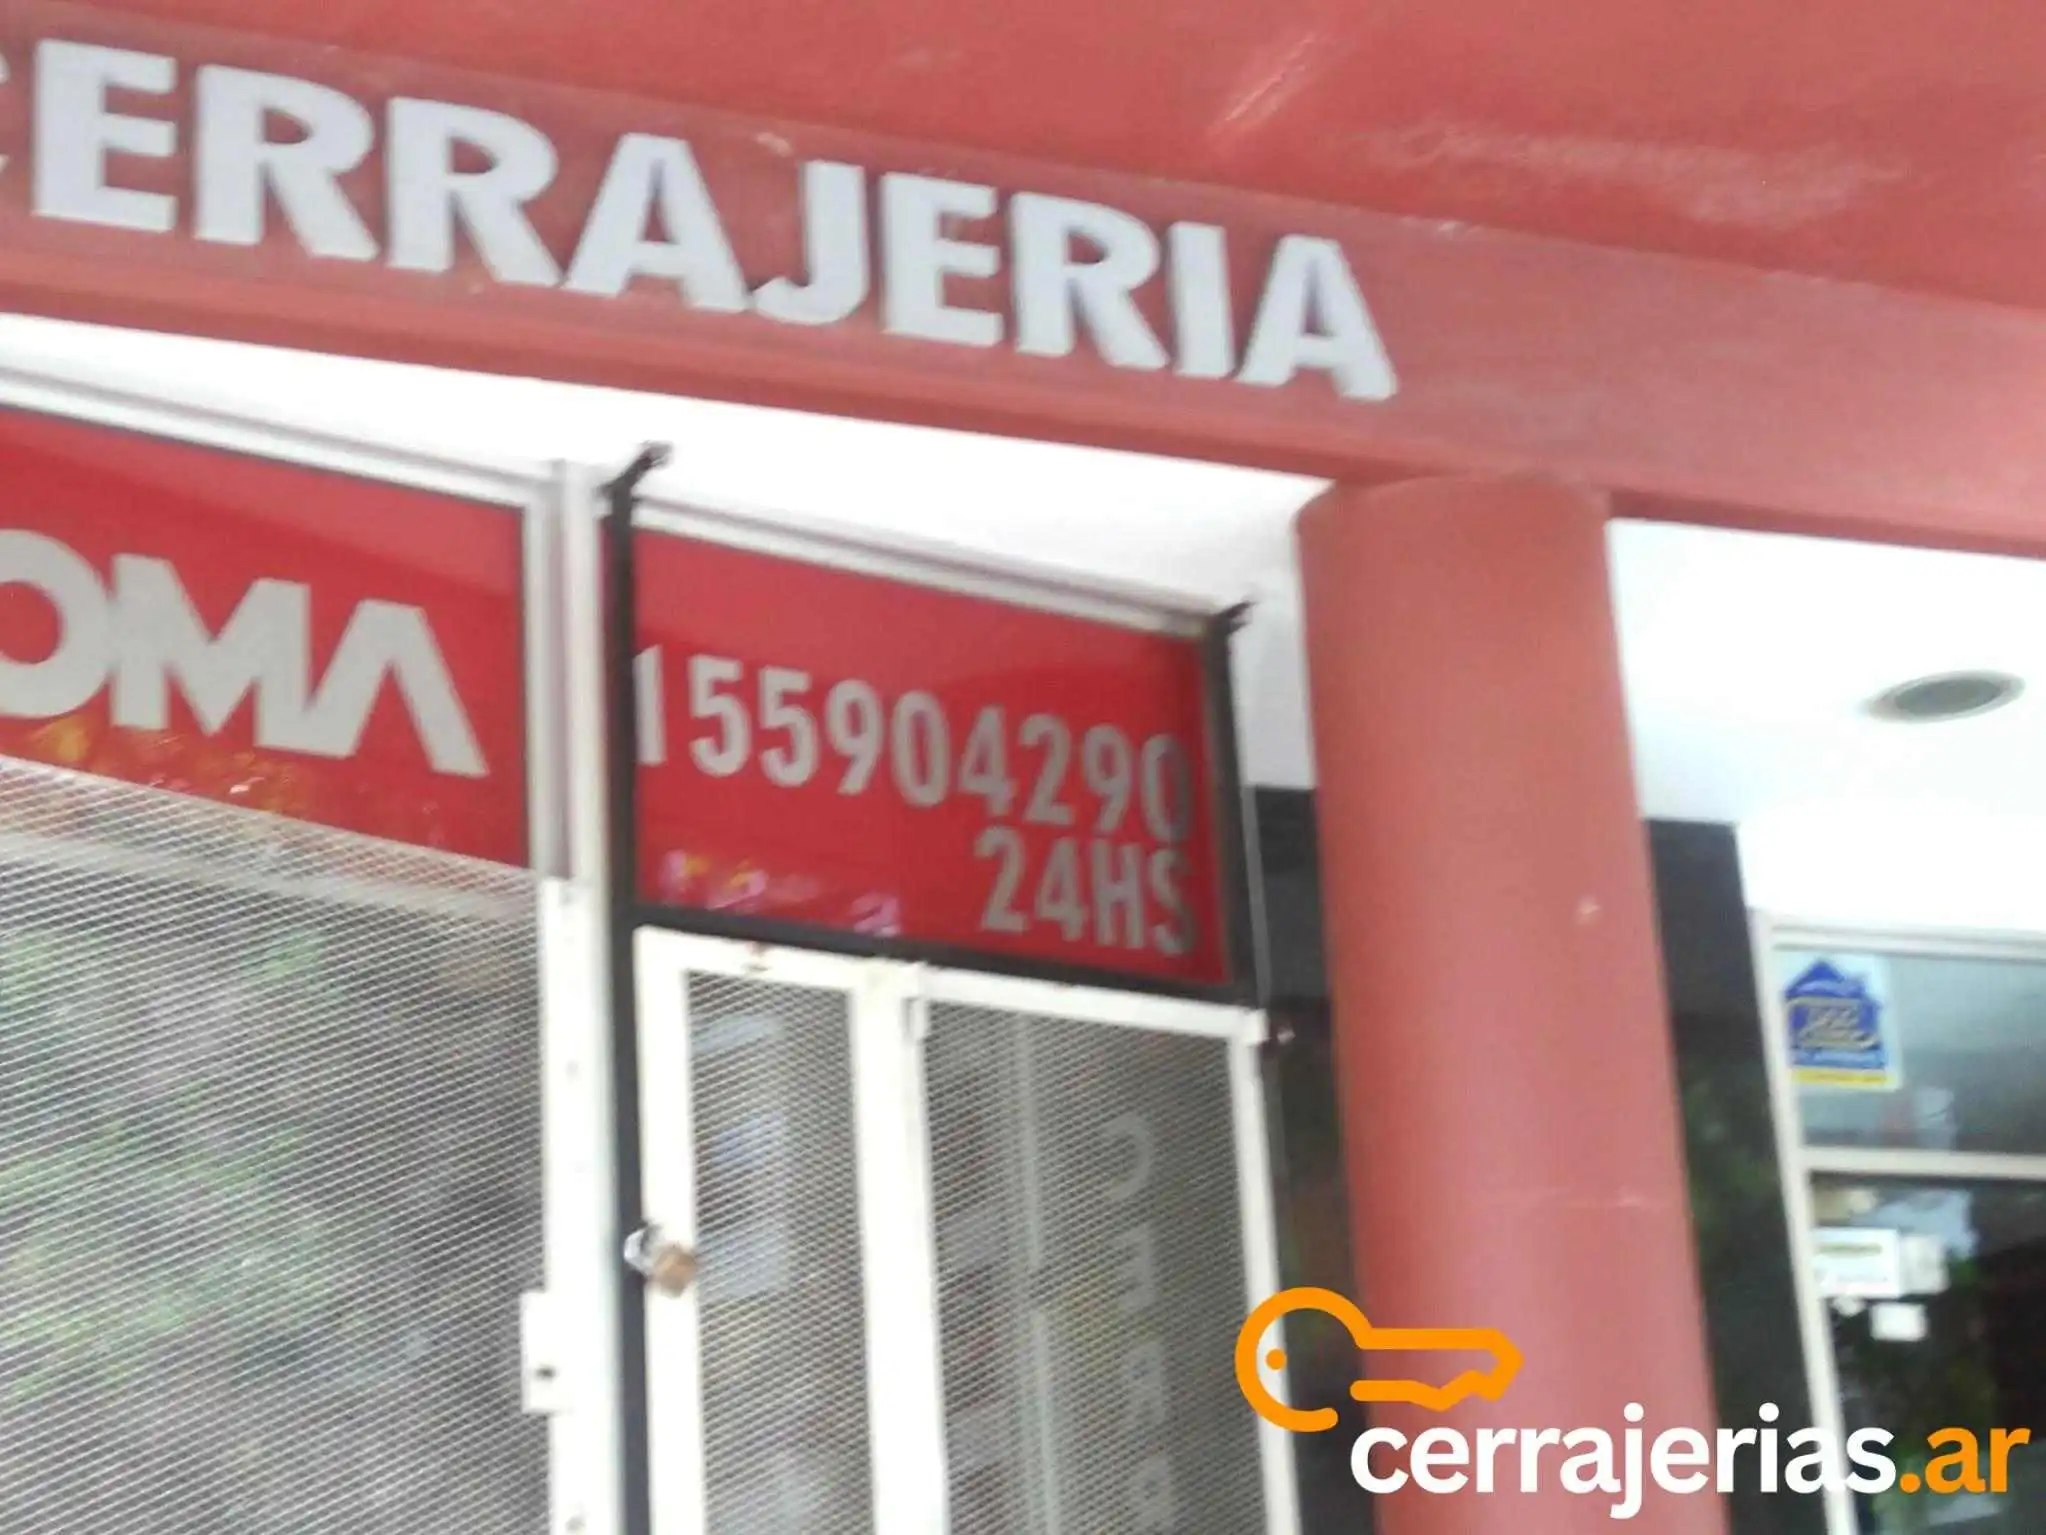 CERRAJERIA
OMA
155904290
24HS
cerrajerias.ar